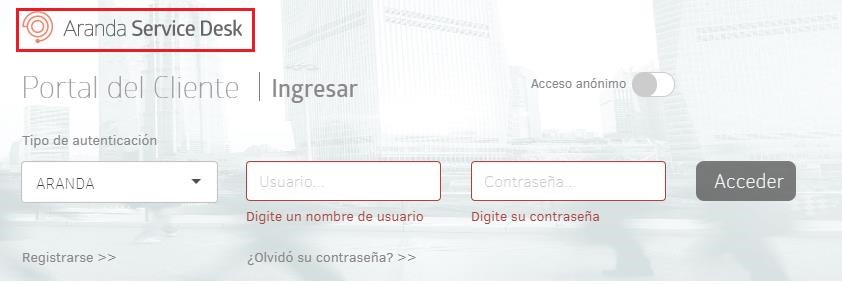 Aranda Service Desk
Portal del Cliente Ingresar Acceso anónimo
Tipo de autenticación
ARANDA Usuario... Contraseña... Acceder
Digite un nombre de usuario Digite su contraseña
Registrarse >> ¿Olvidó su contraseña? >>